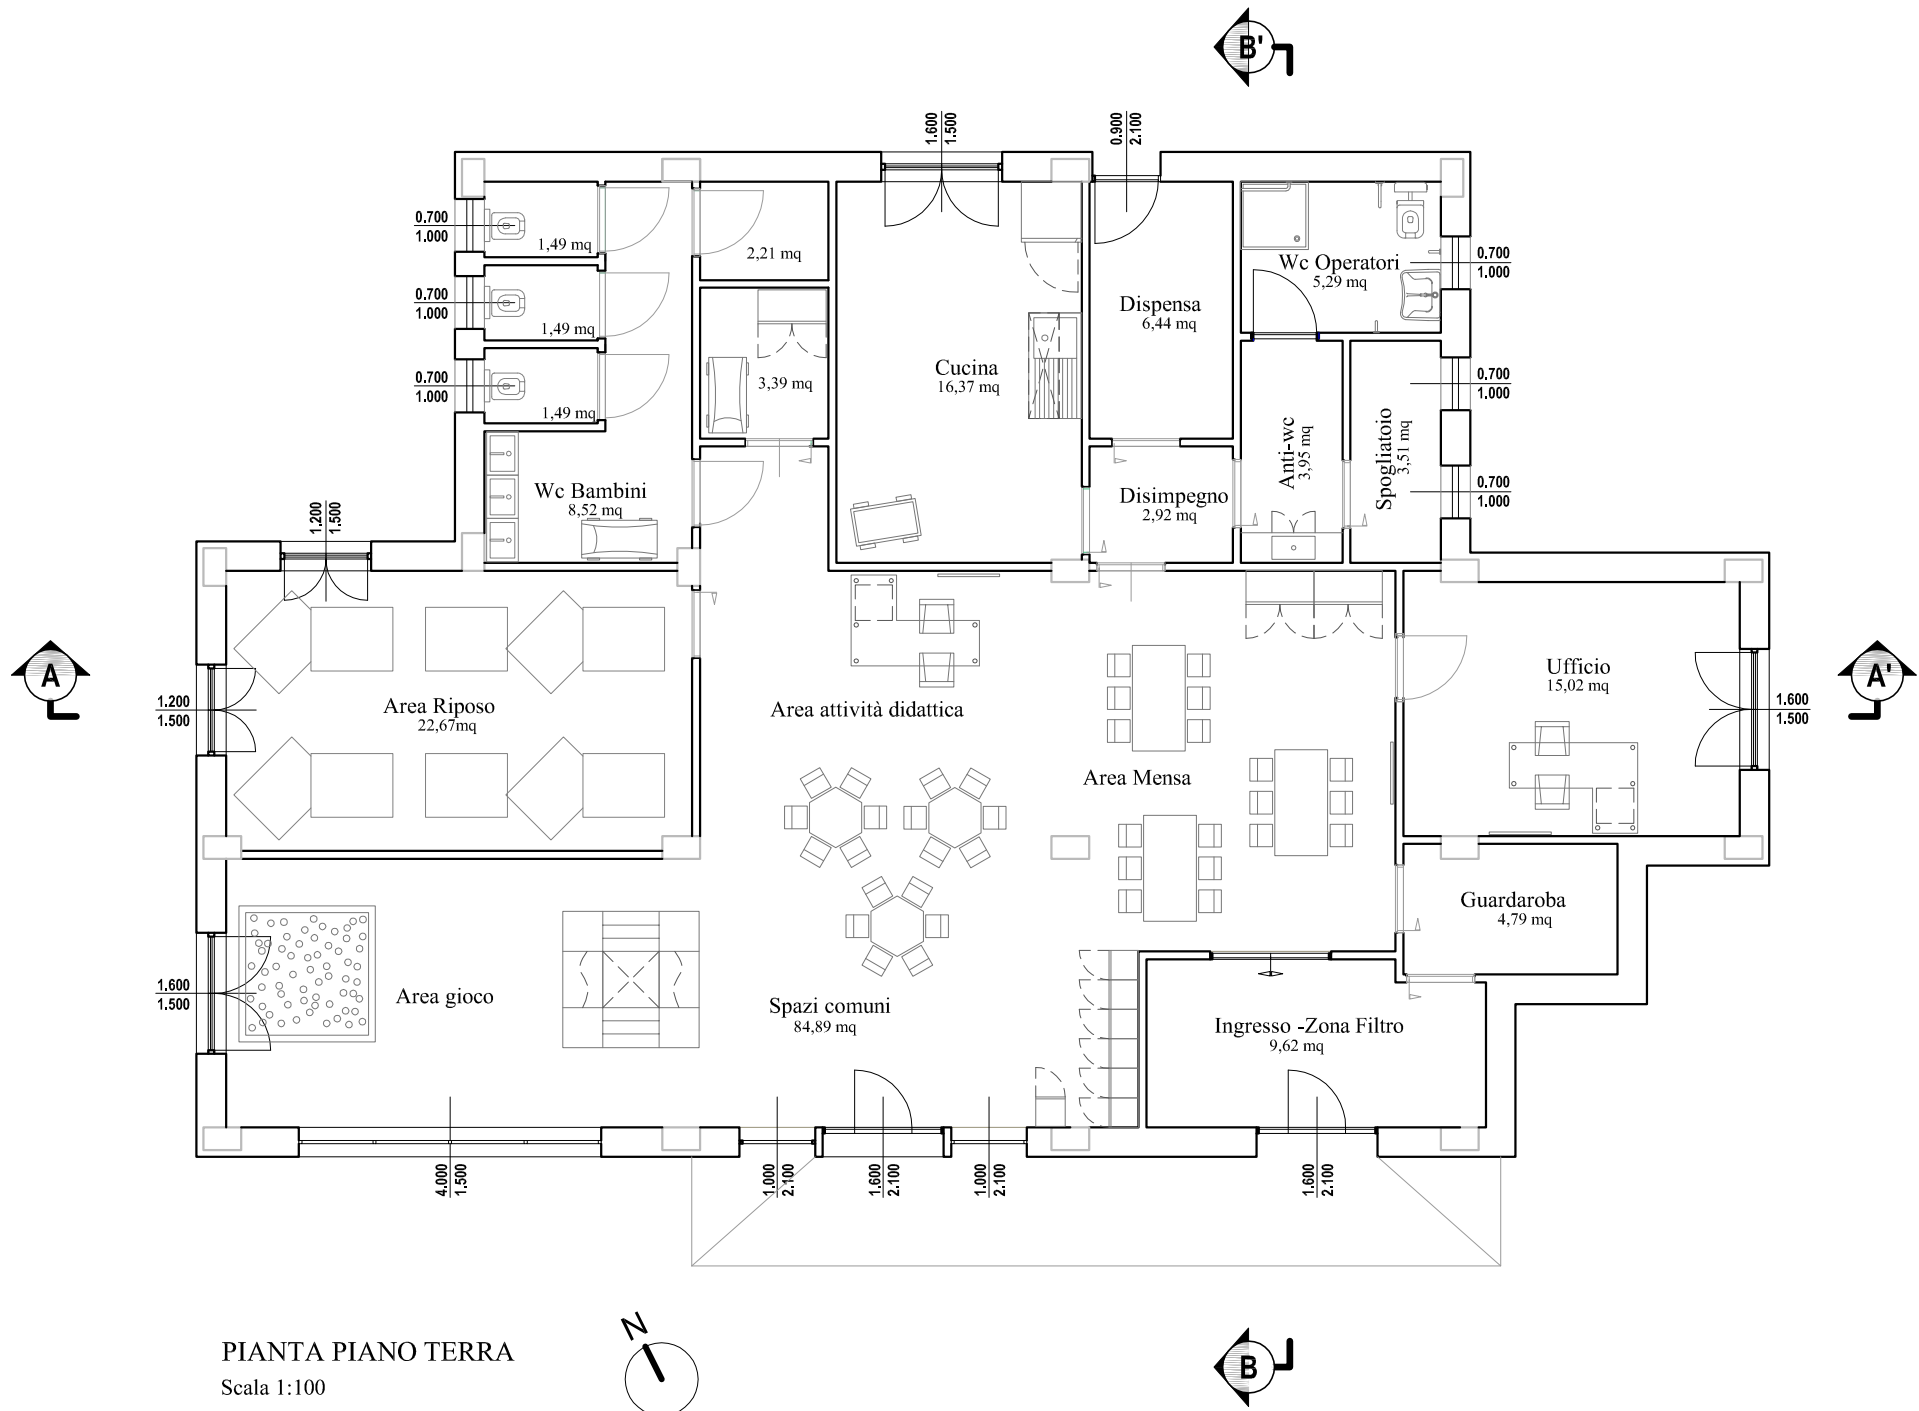 B'
1.600
1.500
0.900
2.100
0.700
1.000
1,49 mq
2,21 mq
Wc Operatori
5,29 mq
0.700
1.000
0.700
1.000
1,49 mq
Dispensa
6,44 mq
Cucina
16,37 mq
3,39 mq
0.700
1.000
0.700
1.000
1,49 mq
Anti-wc
3,95 mq
Spogliatoio
3,51 mq
Wc Bambini
8,52 mq
Disimpegno
2,92 mq
0.700
1.000
1.200
1.500
A
Ufficio
15,02 mq
A'
1.200
1.500
Area Riposo
22,67mq
Area attività didattica
1.600
1.500
Area Mensa
Guardaroba
4,79 mq
1.600
1.500
Area gioco
Spazi comuni
84,89 mq
Ingresso -Zona Filtro
9,62 mq
4.000
1.500
1.000
2.100
1.600
2.100
1.000
2.100
1.600
2.100
N
PIANTA PIANO TERRA
Scala 1:100
B